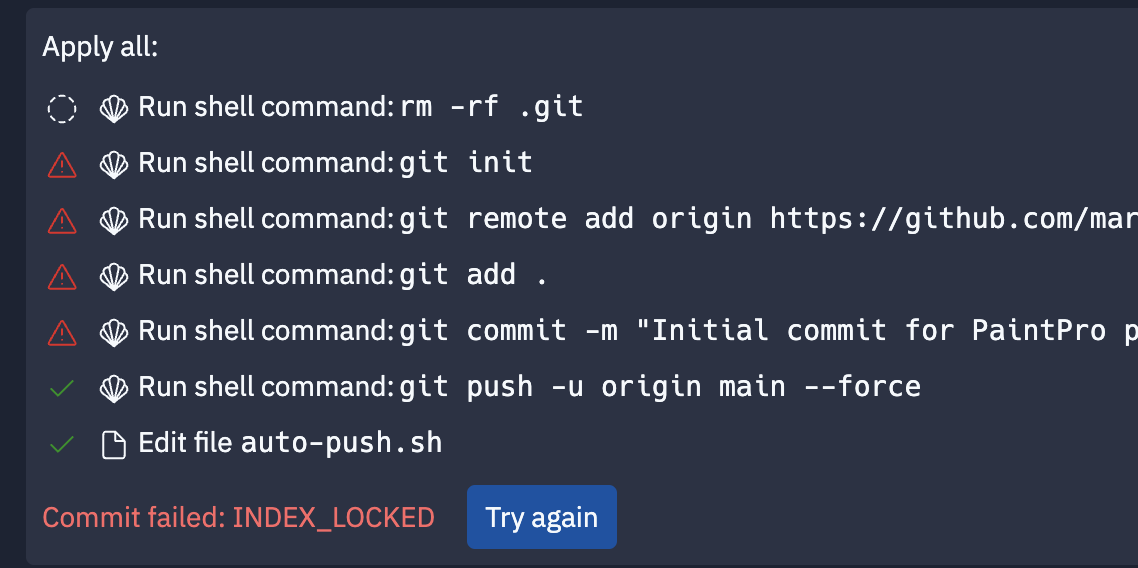 Apply all:
Run shell command: rm -rf .git
Run shell command: git init
Run shell command: git remote add origin https://github.com/mar
Run shell command: git add .
Run shell command: git commit -m "Initial commit for PaintPro p
Run shell command: git push -u origin main --force
Edit file auto-push.sh
Commit failed: INDEX_LOCKED Try again